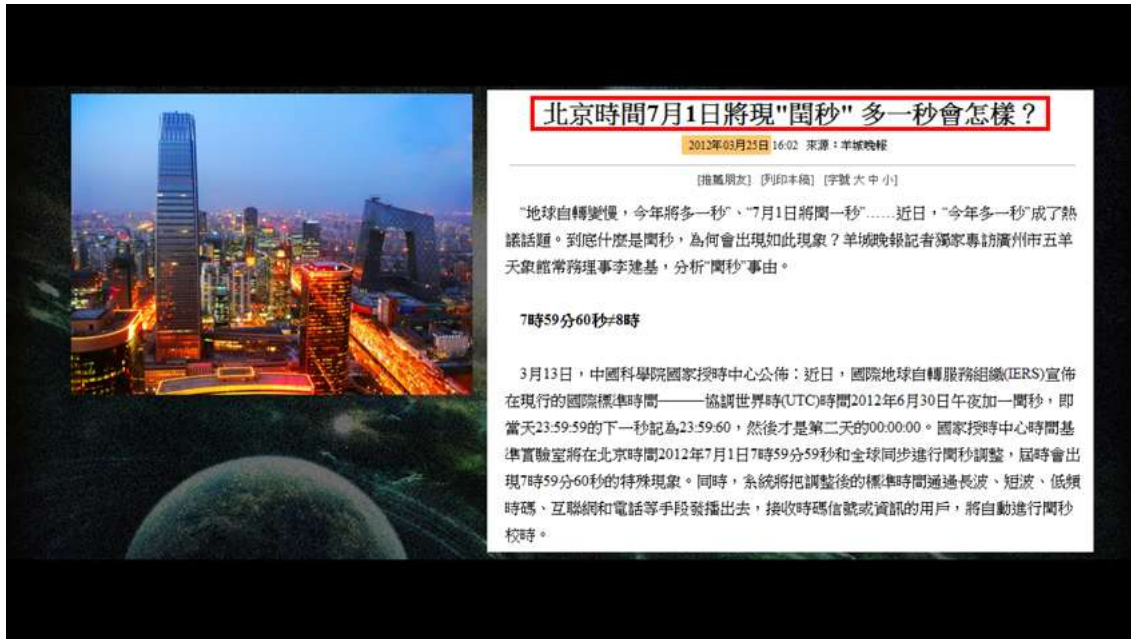 北京時間7月1日將現"閏秒" 多一秒會怎樣？
2012年03月25日 16:02 來源：羊城晚報
[推薦朋友] [列印本稿] [字號 大 中 小]
“地球自轉變慢，今年將多一秒”、“7月1日將閏一秒”……近日，“今年多一秒”成了熱
議話題。到底什麼是閏秒，為何會出現如此現象？羊城晚報記者獨家專訪廣州市五羊
天象館常務理事李建基，分析“閏秒”事由。
7時59分60秒≠8時
3月13日，中國科學院國家授時中心公佈：近日，國際地球自轉服務組織(IERS)宣佈
在現行的國際標準時間———協調世界時(UTC)時間2012年6月30日午夜加一閏秒，即
當天23:59:59的下一秒記為23:59:60，然後才是第二天的00:00:00。國家授時中心時間基
準實驗室將在北京時間2012年7月1日7時59分59秒和全球同步進行閏秒調整，屆時會出
現7時59分60秒的特殊現象。同時，系統將把調整後的標準時間通過長波、短波、低頻
時碼、互聯網和電話等手段發播出去，接收時碼信號或資訊的用戶，將自動進行閏秒
校時。